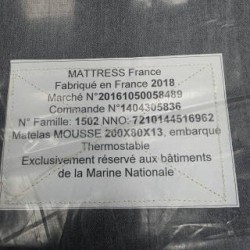 MATTRESS France
Fabriqué en France 2018
Marché N°20161050058489
Commande N°1404305836
N° Famille: 1502 NNO: 7210144516962
Matelas MOUSSE 200X80X13, embarqué
Thermostable
Exclusivement réservé aux bâtiments
de la Marine Nationale